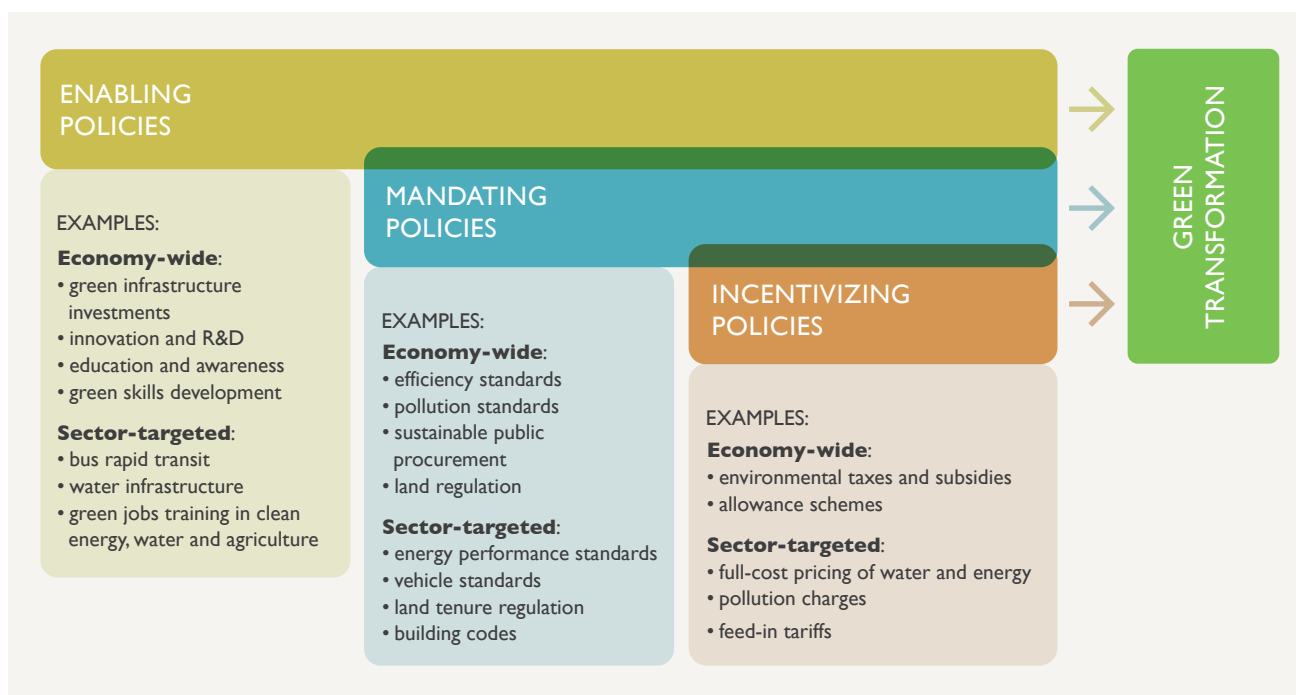 ENABLING
POLICIES
EXAMPLES:
Economy-wide:
• green infrastructure
investments
• innovation and R&D
• education and awareness
• green skills development
Sector-targeted:
• bus rapid transit
• water infrastructure
• green jobs training in clean
energy, water and agriculture
MANDATING
POLICIES
EXAMPLES:
Economy-wide:
• efficiency standards
• pollution standards
• sustainable public
procurement
• land regulation
Sector-targeted:
• energy performance standards
• vehicle standards
• land tenure regulation
• building codes
INCENTIVIZING
POLICIES
EXAMPLES:
Economy-wide:
• environmental taxes and subsidies
• allowance schemes
Sector-targeted:
• full-cost pricing of water and energy
• pollution charges
• feed-in tariffs
GREEN
TRANSFORMATION